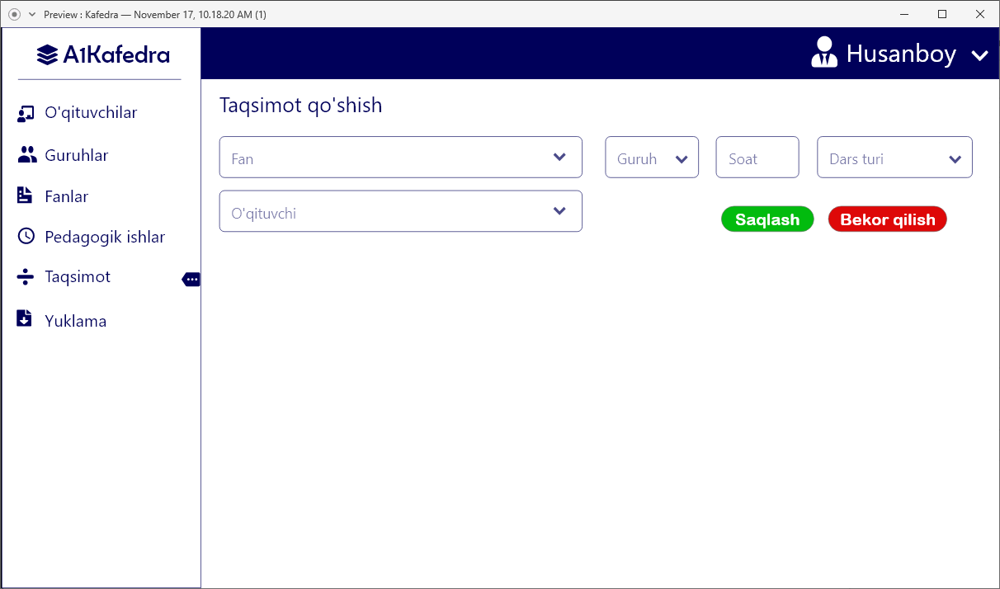 Preview : Kafedra — November 17, 10.18.20 AM (1)
A1Kafedra
Husanboy
O'qituvchilar
Guruhlar
Fanlar
Pedagogik ishlar
Taqsimot
Yuklama
Taqsimot qo'shish
Fan
Guruh
Soat
Dars turi
O'qituvchi
Saqlash
Bekor qilish